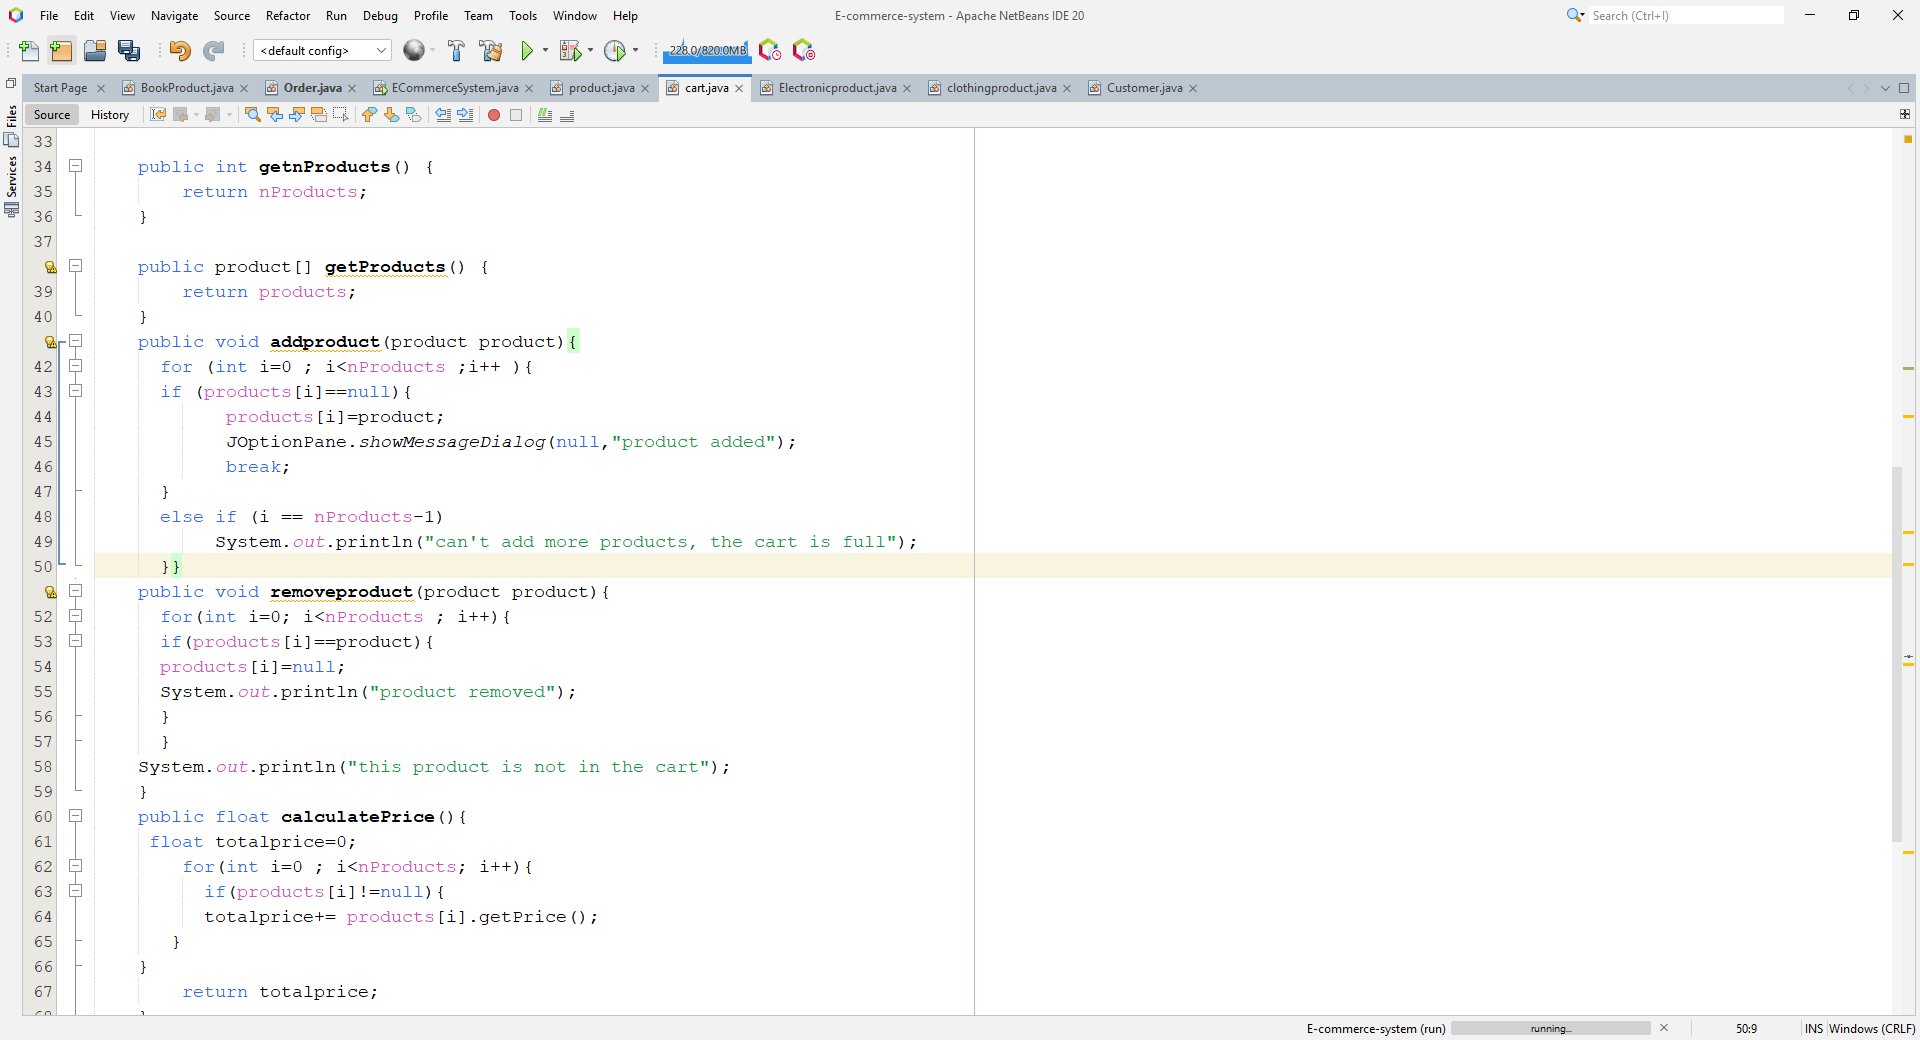 File Edit View Navigate Source Refactor Run Debug Profile Team Tools Window Help E-commerce-system - Apache NetBeans IDE 20 Search (Ctrl+I)
<default config> 228.0/820.0MB
Start Page BookProduct.java Order.java ECommerceSystem.java product.java cart.java Electronicproduct.java clothingproduct.java Customer.java
Source History
Files
Services
33
34 public int getnProducts() {
35 return nProducts;
36 }
37
public product[] getProducts() {
39 return products;
40 }
public void addproduct(product product){
42 for (int i=0 ; i<nProducts ;i++ ){
43 if (products[i]==null){
44 products[i]=product;
45 JOptionPane.showMessageDialog(null,"product added");
46 break;
47 }
48 else if (i == nProducts-1)
49 System.out.println("can't add more products, the cart is full");
50 }}
public void removeproduct(product product){
52 for(int i=0; i<nProducts ; i++){
53 if(products[i]==product){
54 products[i]=null;
55 System.out.println("product removed");
56 }
57 }
58 System.out.println("this product is not in the cart");
59 }
60 public float calculatePrice(){
61 float totalprice=0;
62 for(int i=0 ; i<nProducts; i++){
63 if(products[i]!=null){
64 totalprice+= products[i].getPrice();
65 }
66 }
67 return totalprice;
E-commerce-system (run) running... 50:9 INS Windows (CRLF)